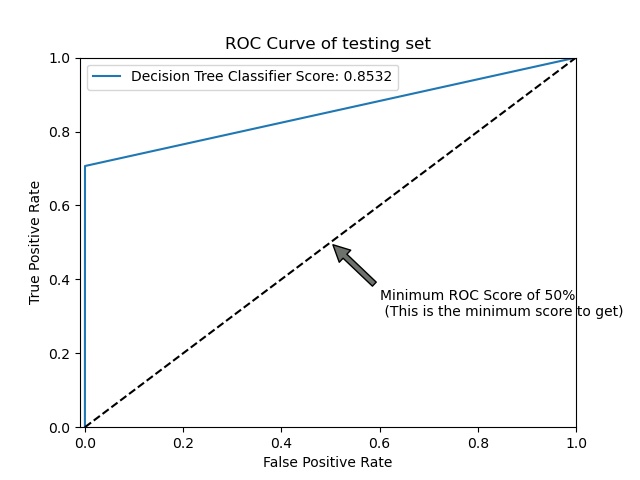 ROC Curve of testing set
1.0
Decision Tree Classifier Score: 0.8532
0.8
0.6
0.4
0.2
0.0
True Positive Rate
Minimum ROC Score of 50%
(This is the minimum score to get)
0.0 0.2 0.4 0.6 0.8 1.0
False Positive Rate